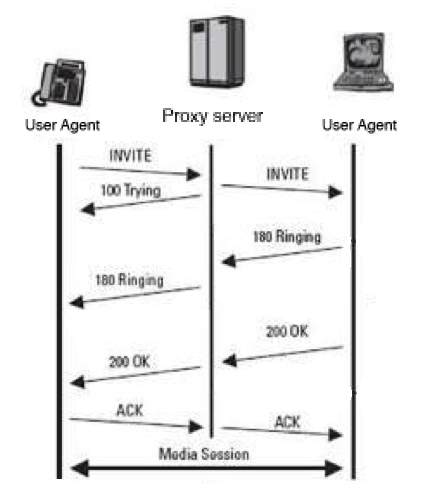 User Agent
Proxy server
User Agent
INVITE
INVITE
100 Trying
180 Ringing
180 Ringing
200 OK
200 OK
ACK
ACK
Media Session